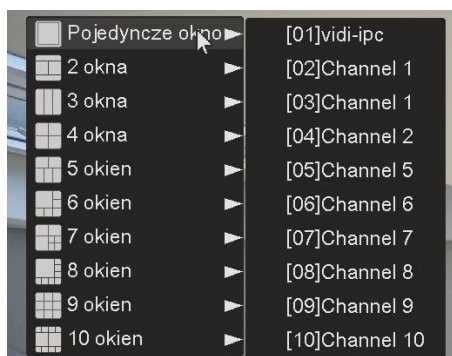 Pojedyncze okno
2 okna
3 okna
4 okna
5 okien
6 okien
7 okien
8 okien
9 okien
10 okien
[01]vidi-ipc
[02]Channel 1
[03]Channel 1
[04]Channel 2
[05]Channel 5
[06]Channel 6
[07]Channel 7
[08]Channel 8
[09]Channel 9
[10]Channel 10